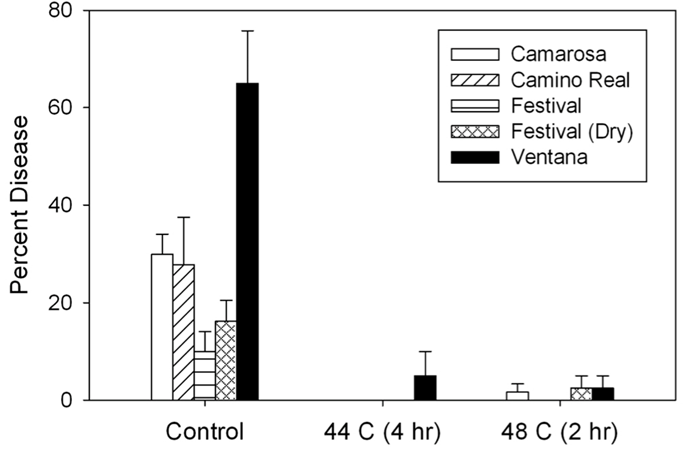 80
60
40
20
0
Percent Disease
Camarosa
Camino Real
Festival
Festival (Dry)
Ventana
Control
44 C (4 hr)
48 C (2 hr)